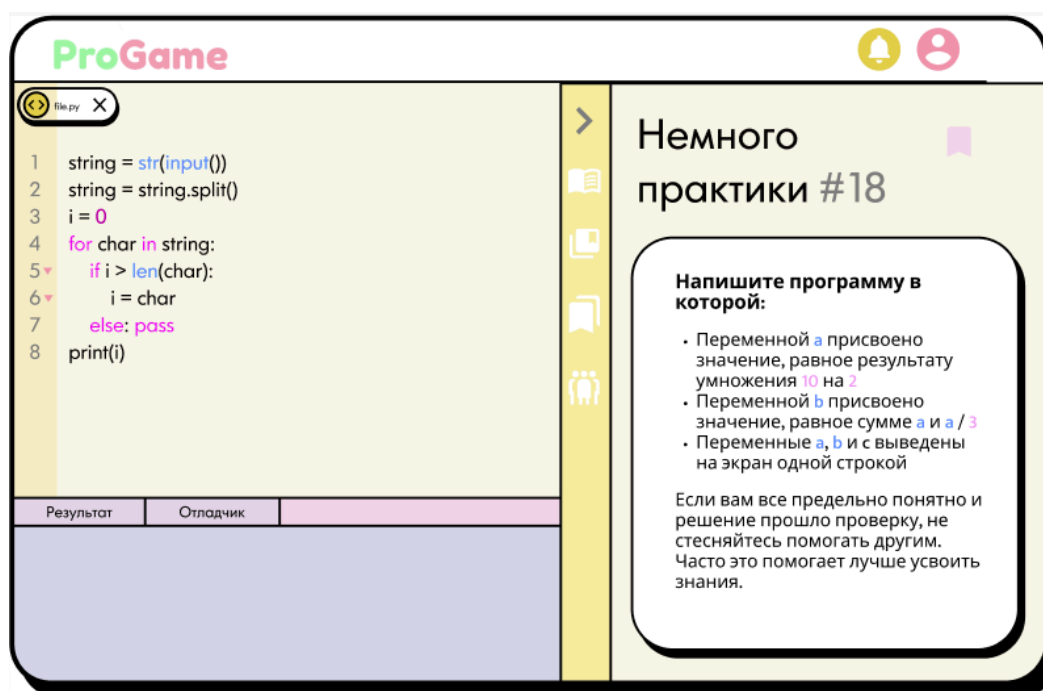 ProGame
file.py
1 string = str(input())
2 string = string.split()
3 i = 0
4 for char in string:
5 if i > len(char):
6 i = char
7 else: pass
8 print(i)
Результат Отладчик
Немного
практики #18
Напишите программу в
которой:
• Переменной a присвоено
значение, равное результату
умножения 10 на 2
• Переменной b присвоено
значение, равное сумме a и a / 3
• Переменные a, b и c выведены
на экран одной строкой
Если вам все предельно понятно и
решение прошло проверку, не
стесняйтесь помогать другим.
Часто это помогает лучше усвоить
знания.